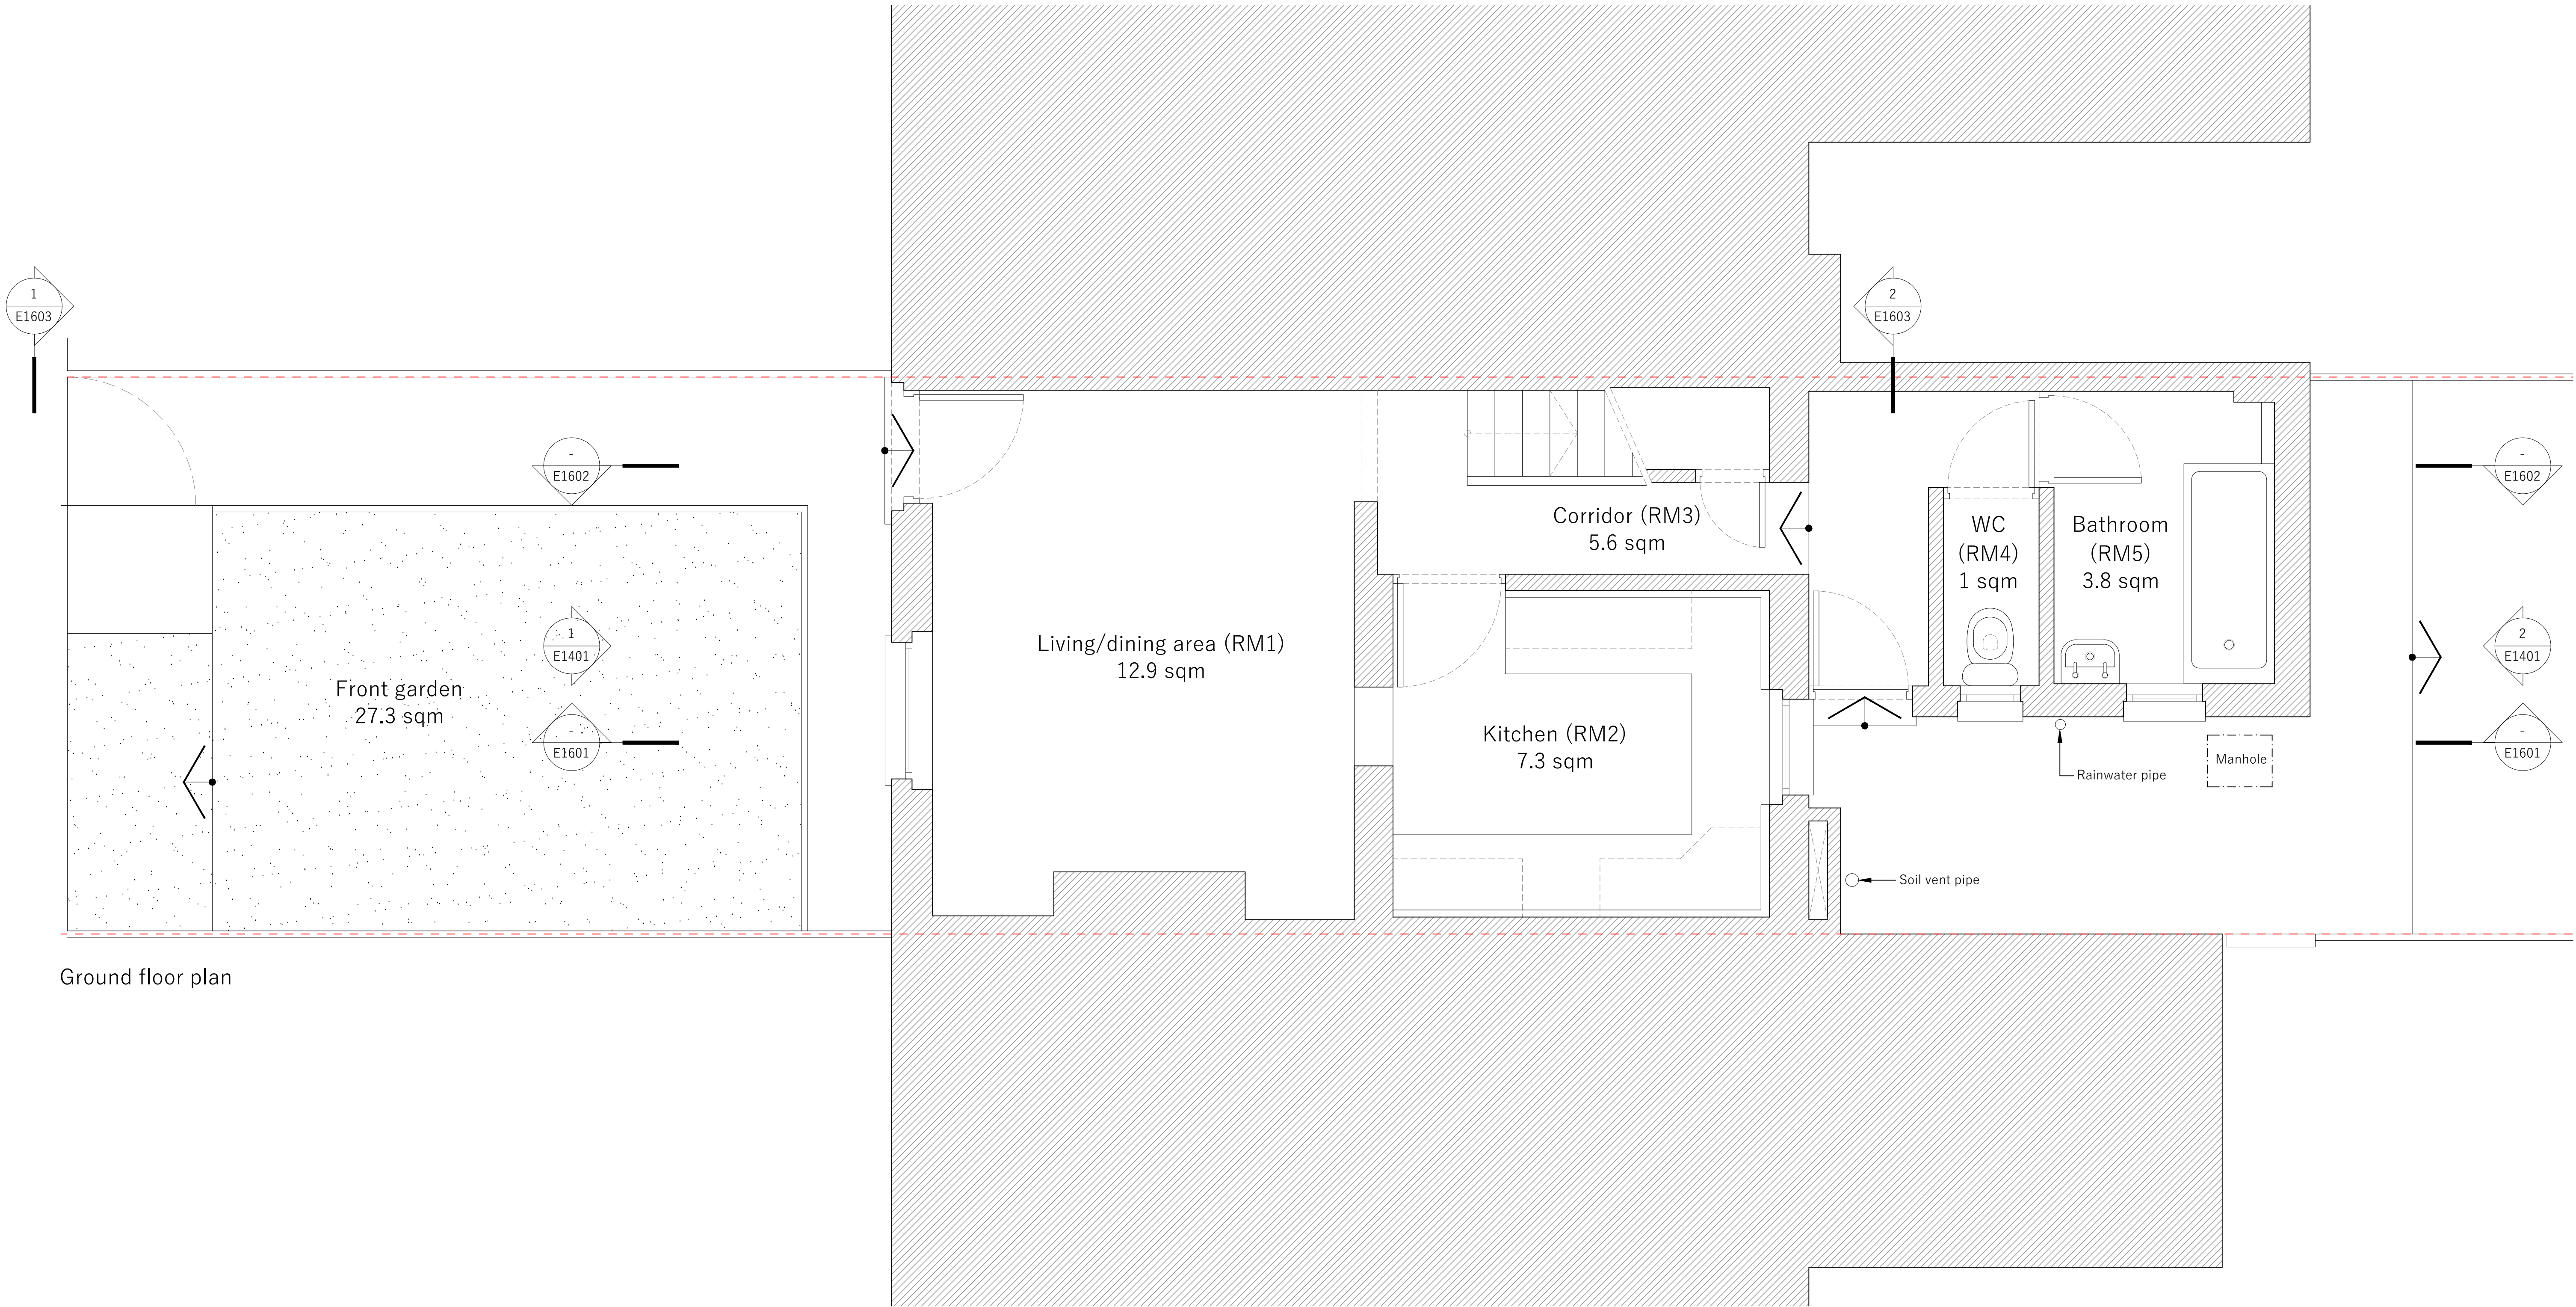 1
E1603
2
E1603
-
E1602
-
E1602
Corridor (RM3)
5.6 sqm
WC
(RM4)
1 sqm
Bathroom
(RM5)
3.8 sqm
1
E1401
2
E1401
Living/dining area (RM1)
12.9 sqm
Front garden
27.3 sqm
-
E1601
-
E1601
Kitchen (RM2)
7.3 sqm
Manhole
Rainwater pipe
Soil vent pipe
Ground floor plan